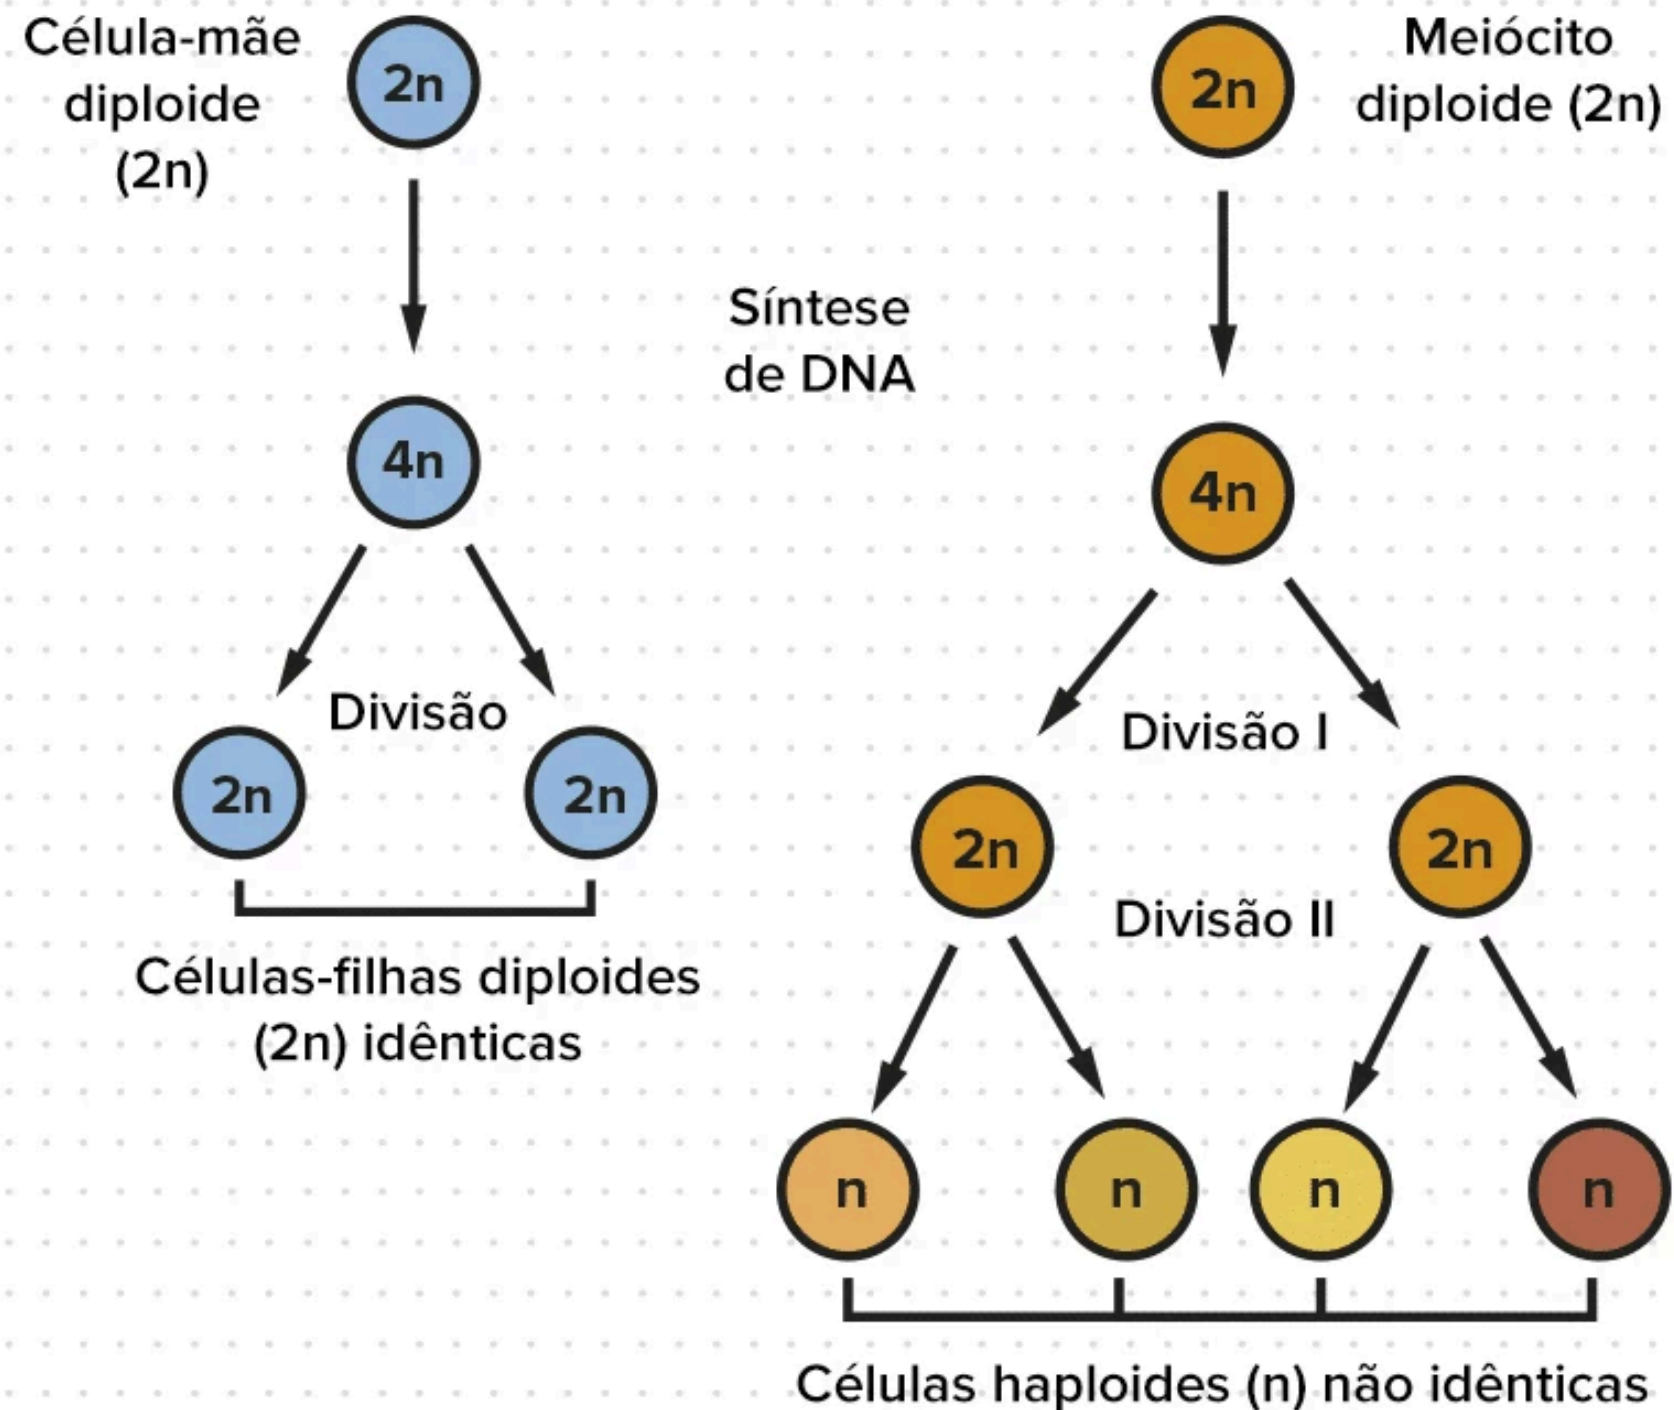 Célula-mãe
diploide
(2n)
2n
2n
Meiócito
diploide (2n)
Síntese
de DNA
4n
4n
Divisão
2n
2n
Divisão I
2n
2n
Divisão II
Células-filhas diploides
(2n) idênticas
n
n
n
n
Células haploides (n) não idênticas